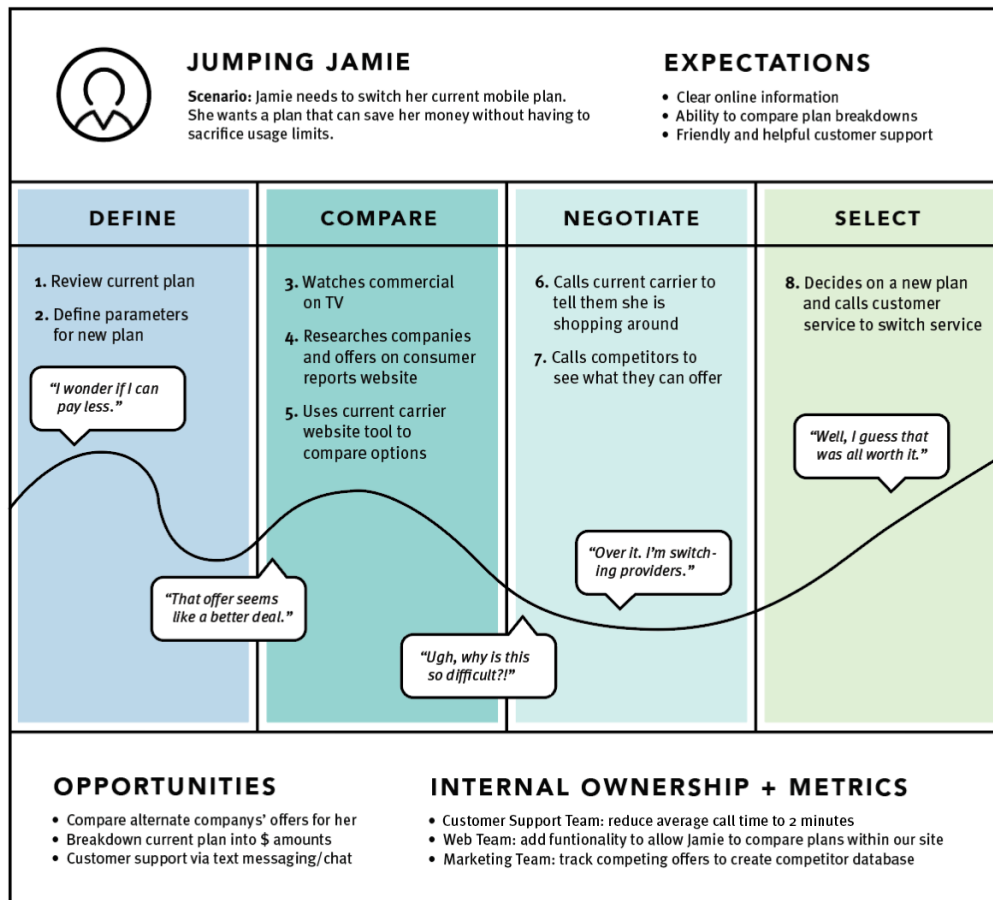 JUMPING JAMIE
Scenario: Jamie needs to switch her current mobile plan.
She wants a plan that can save her money without having to
sacrifice usage limits.
EXPECTATIONS
• Clear online information
• Ability to compare plan breakdowns
• Friendly and helpful customer support
DEFINE
1. Review current plan
2. Define parameters
for new plan
"I wonder if I can
pay less."
COMPARE
3. Watches commercial
on TV
4. Researches companies
and offers on consumer
reports website
5. Uses current carrier
website tool to
compare options
"That offer seems
like a better deal."
NEGOTIATE
6. Calls current carrier to
tell them she is
shopping around
7. Calls competitors to
see what they can offer
"Ugh, why is this
so difficult?!"
"Over it. I'm switch-
ing providers."
SELECT
8. Decides on a new plan
and calls customer
service to switch service
"Well, I guess that
was all worth it."
OPPORTUNITIES
• Compare alternate companys' offers for her
• Breakdown current plan into $ amounts
• Customer support via text messaging/chat
INTERNAL OWNERSHIP + METRICS
• Customer Support Team: reduce average call time to 2 minutes
• Web Team: add funtionality to allow Jamie to compare plans within our site
• Marketing Team: track competing offers to create competitor database